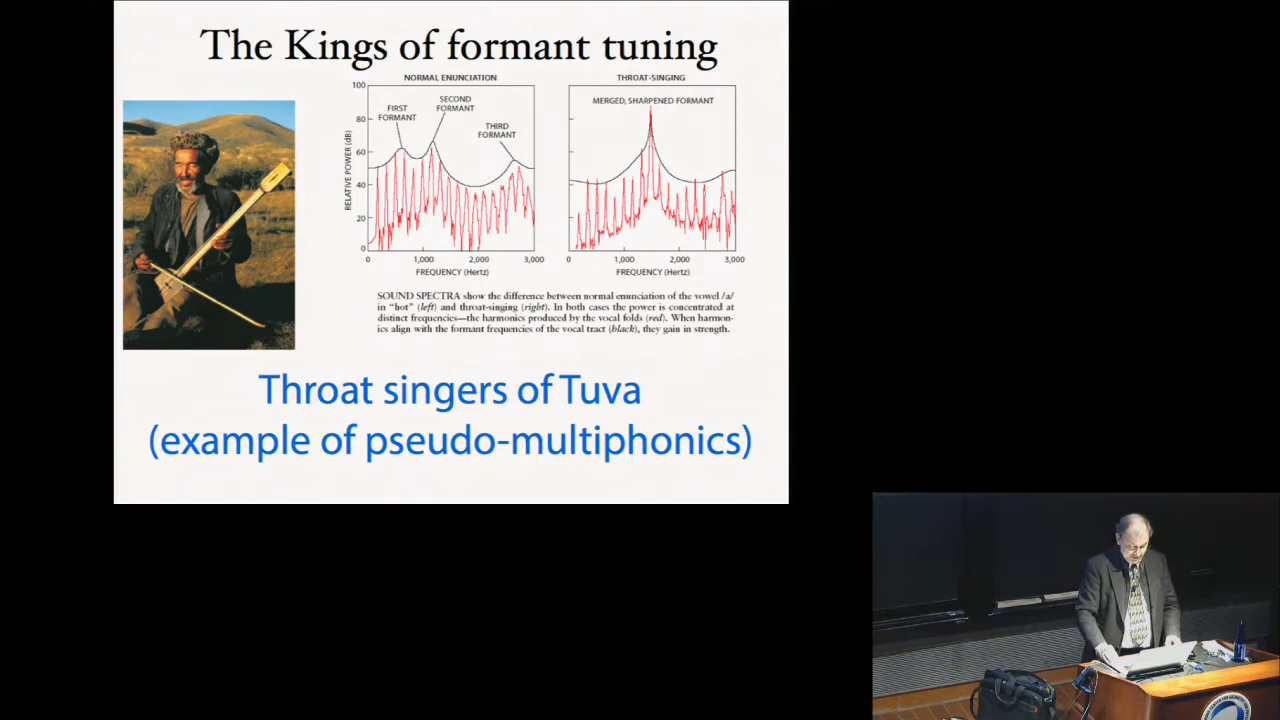 The Kings of formant tuning
NORMAL ENUNCIATION
THROAT-SINGING
100
80
60
40
20
0
RELATIVE POWER (dB)
FIRST
FORMANT
SECOND
FORMANT
THIRD
FORMANT
MERGED, SHARPENED FORMANT
0
1,000
2,000
3,000
FREQUENCY (Hertz)
0
1,000
2,000
3,000
FREQUENCY (Hertz)
SOUND SPECTRA show the difference between normal enunciation of the vowel /a/
in “hot” (left) and throat-singing (right). In both cases the power is concentrated at
distinct frequencies—the harmonics produced by the vocal folds (red). When harmon-
ics align with the formant frequencies of the vocal tract (black), they gain in strength.
Throat singers of Tuva
(example of pseudo-multiphonics)